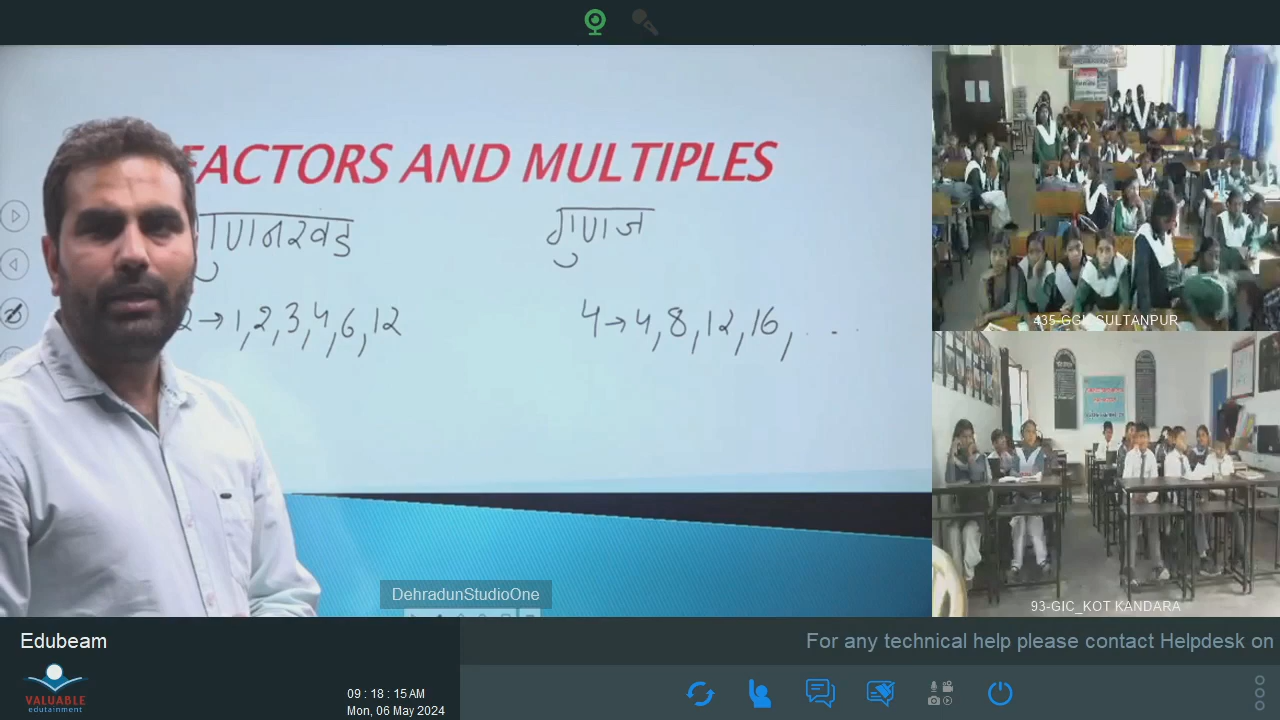 FACTORS AND MULTIPLES
गुणनखड
गुणज
2 → 1, 2, 3, 4, 6, 12
4 → 4, 8, 12, 16, ...
435-GGIC SULTANPUR
93-GIC_KOT KANDARA
DehradunStudioOne
Edubeam
For any technical help please contact Helpdesk on
VALUABLE
edutainment
09 : 18 : 15 AM
Mon, 06 May 2024